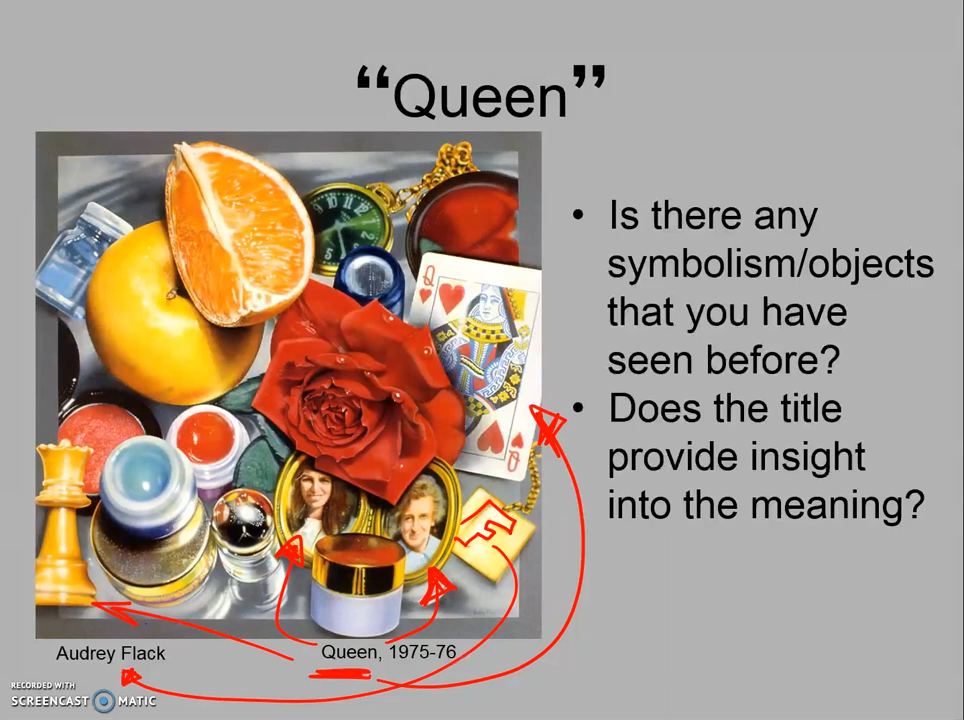 “Queen”
• Is there any
symbolism/objects
that you have
seen before?
• Does the title
provide insight
into the meaning?
Q
Q
Audrey Flack
Queen, 1975-76
RECORDED WITH
SCREENCAST MATIC